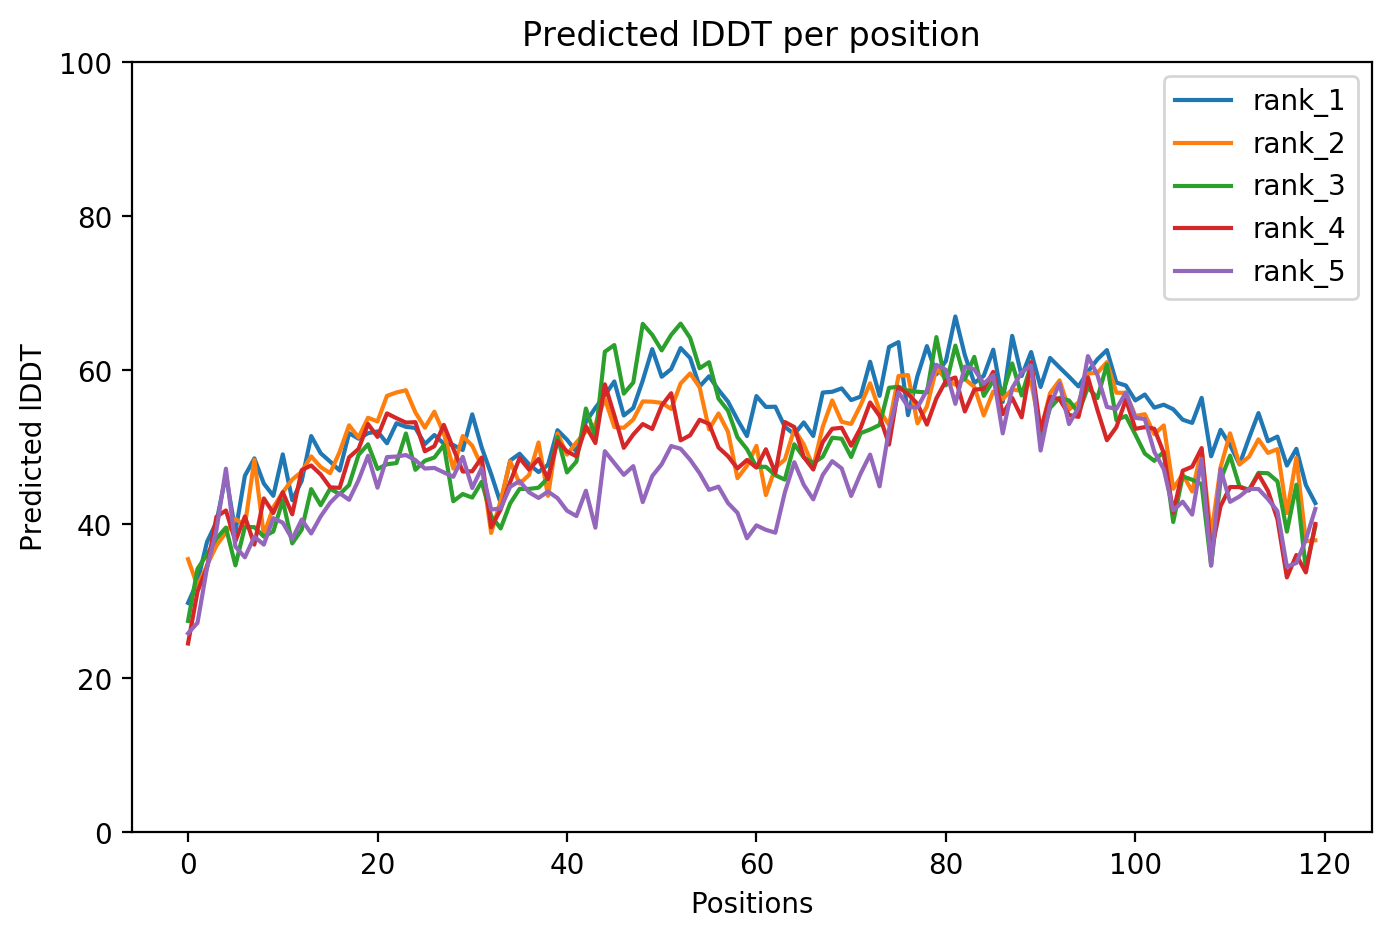 Predicted lDDT per position
100
80
60
40
20
0
Predicted lDDT
0 20 40 60 80 100 120
Positions
rank_1
rank_2
rank_3
rank_4
rank_5